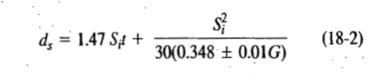 d_s = 1.47 S_i t + S_i^2 / 30(0.348 ± 0.01G) (18-2)